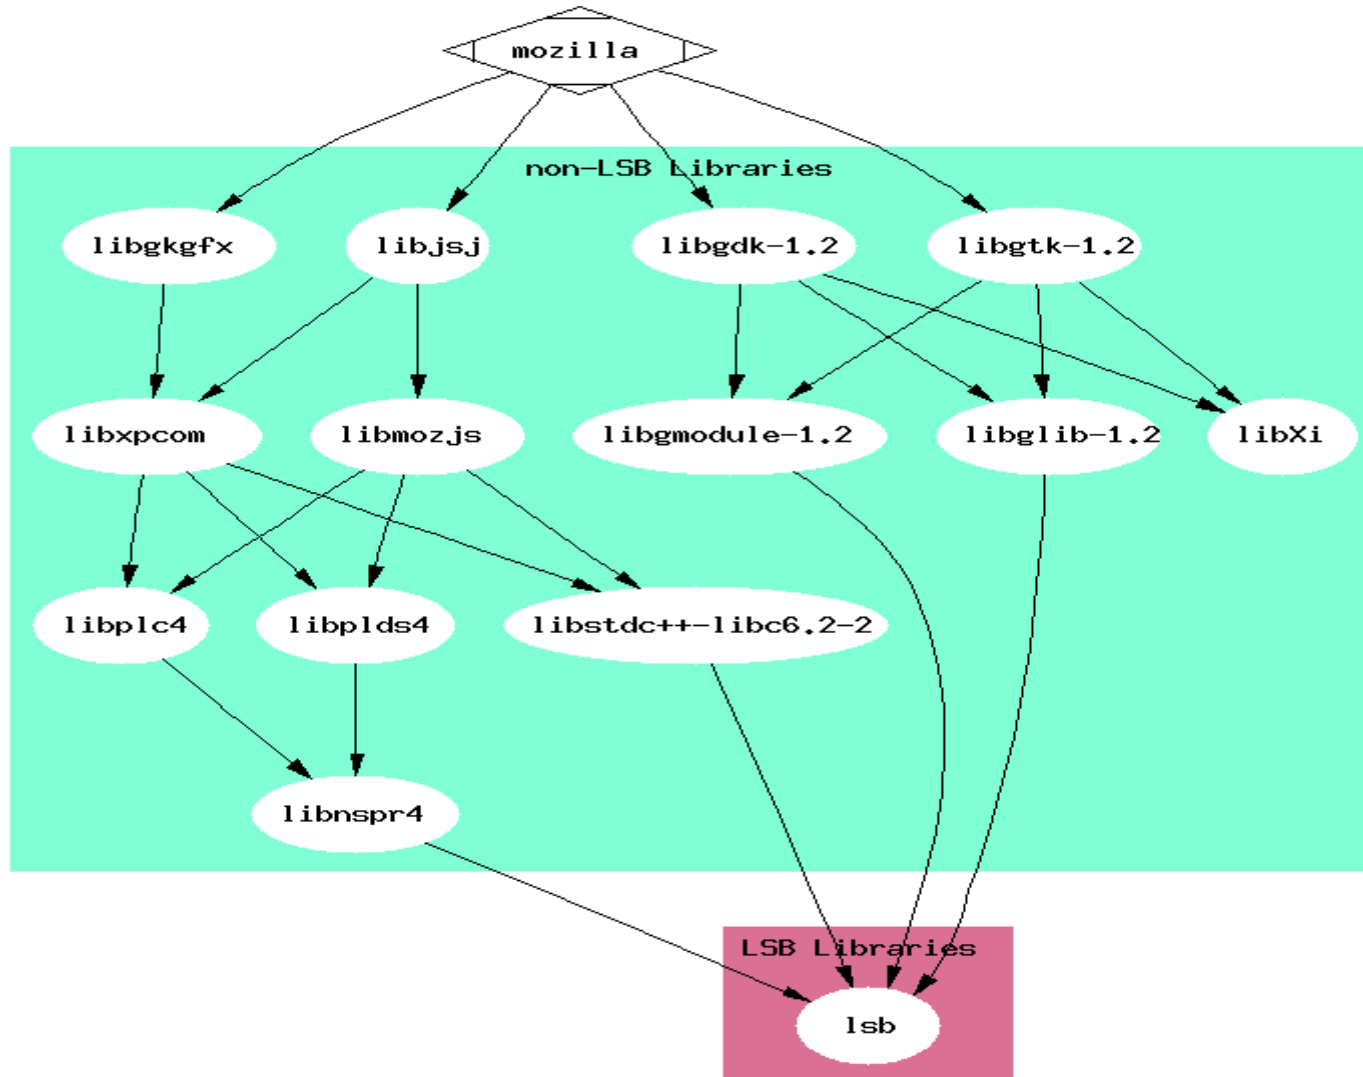 mozilla
non-LSB Libraries
libgkgfx
libjsj
libgdk-1.2
libgtk-1.2
libxpcom
libmozjs
libgmodule-1.2
libglib-1.2
libXi
libplc4
libplds4
libstdc++-libc6.2-2
libnspr4
LSB Libraries
lsb